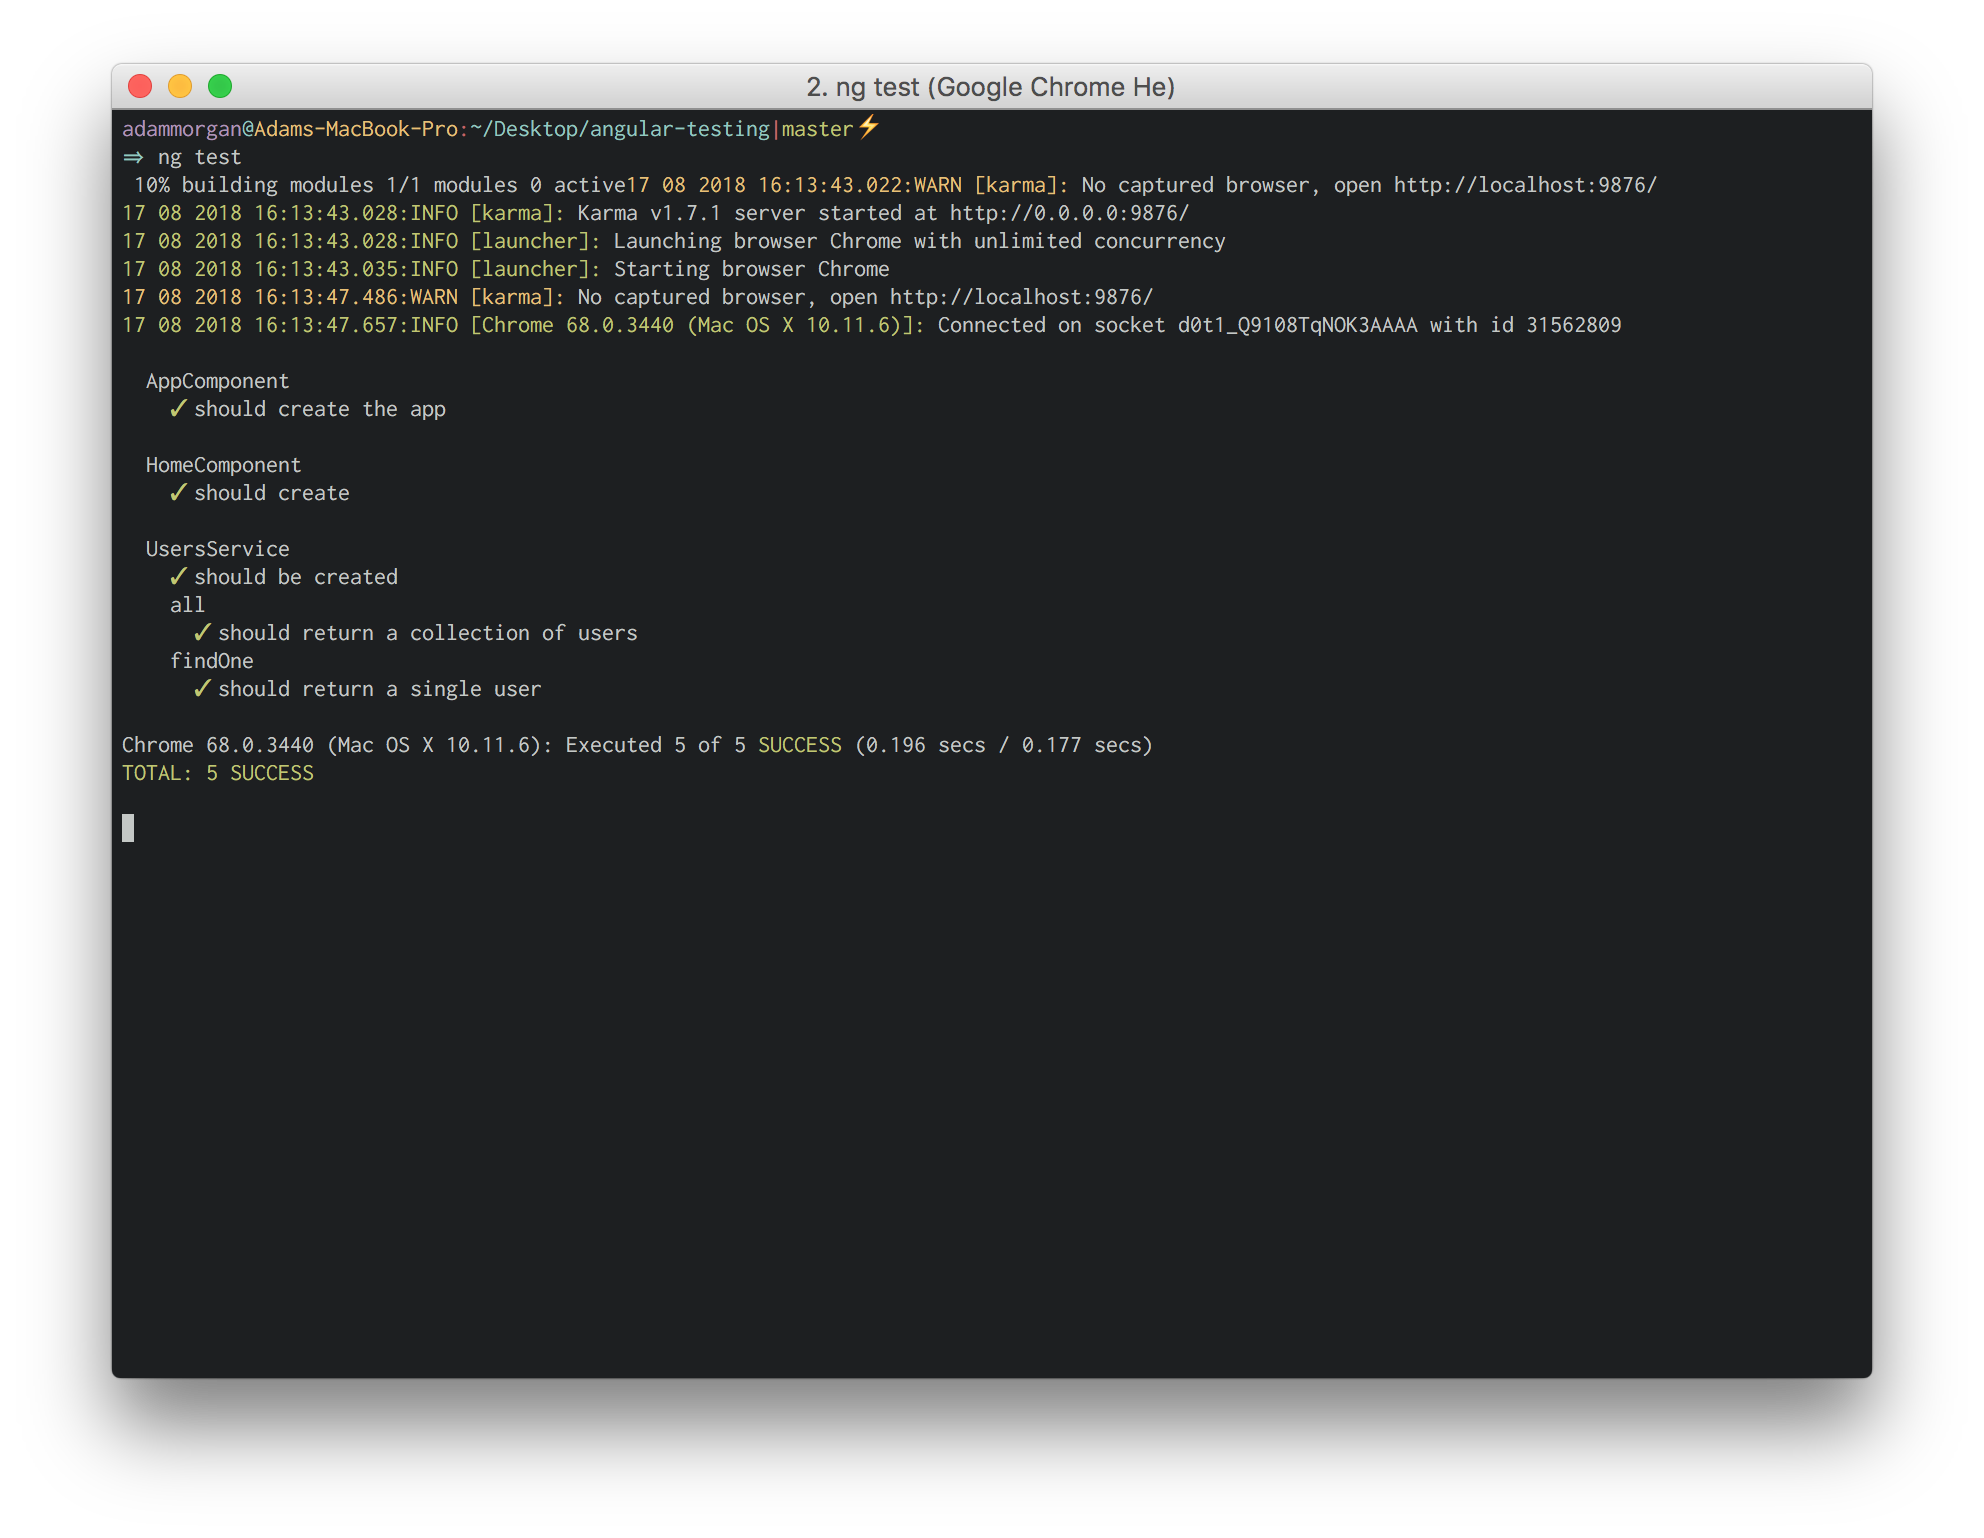 2. ng test (Google Chrome He)
adammorgan@Adams-MacBook-Pro:~/Desktop/angular-testing|master⚡
⇒ ng test
 10% building modules 1/1 modules 0 active17 08 2018 16:13:43.022:WARN [karma]: No captured browser, open http://localhost:9876/
17 08 2018 16:13:43.028:INFO [karma]: Karma v1.7.1 server started at http://0.0.0.0:9876/
17 08 2018 16:13:43.028:INFO [launcher]: Launching browser Chrome with unlimited concurrency
17 08 2018 16:13:43.035:INFO [launcher]: Starting browser Chrome
17 08 2018 16:13:47.486:WARN [karma]: No captured browser, open http://localhost:9876/
17 08 2018 16:13:47.657:INFO [Chrome 68.0.3440 (Mac OS X 10.11.6)]: Connected on socket d0t1_Q9108TqNOK3AAAA with id 31562809
  AppComponent
    ✓ should create the app
  HomeComponent
    ✓ should create
  UsersService
    ✓ should be created
    all
      ✓ should return a collection of users
    findOne
      ✓ should return a single user
Chrome 68.0.3440 (Mac OS X 10.11.6): Executed 5 of 5 SUCCESS (0.196 secs / 0.177 secs)
TOTAL: 5 SUCCESS